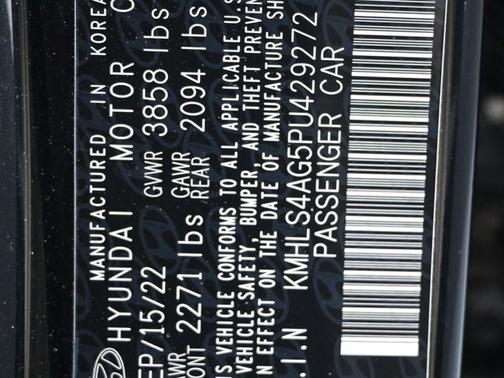 MANUFACTURED IN KOREA
HYUNDAI MOTOR C
EP/15/22 GVWR 3858 lbs
AWR GAWR
ONT 2271 lbs REAR 2094 lbs
S VEHICLE CONFORMS TO ALL APPLICABLE U.S
VEHICLE SAFETY, BUMPER, AND THEFT PREVEN
N EFFECT ON THE DATE OF MANUFACTURE SH
.I.N KMHLS4AG5PU429272
PASSENGER CAR